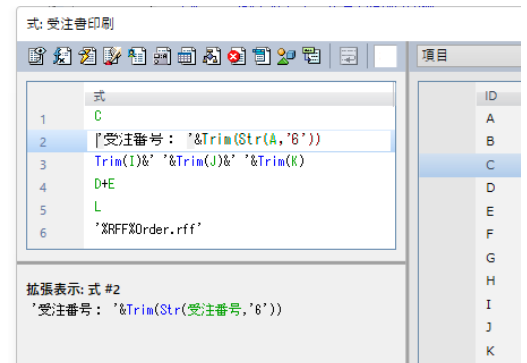 式: 受注書印刷
項目
式
1 C
2 '受注番号： '&Trim(Str(A,'6'))
3 Trim(I)&' '&Trim(J)&' '&Trim(K)
4 D+E
5 L
6 '%RFF%Order.rff'
ID
A
B
C
D
E
F
G
H
I
J
K
拡張表示: 式 #2
'受注番号： '&Trim(Str(受注番号,'6'))